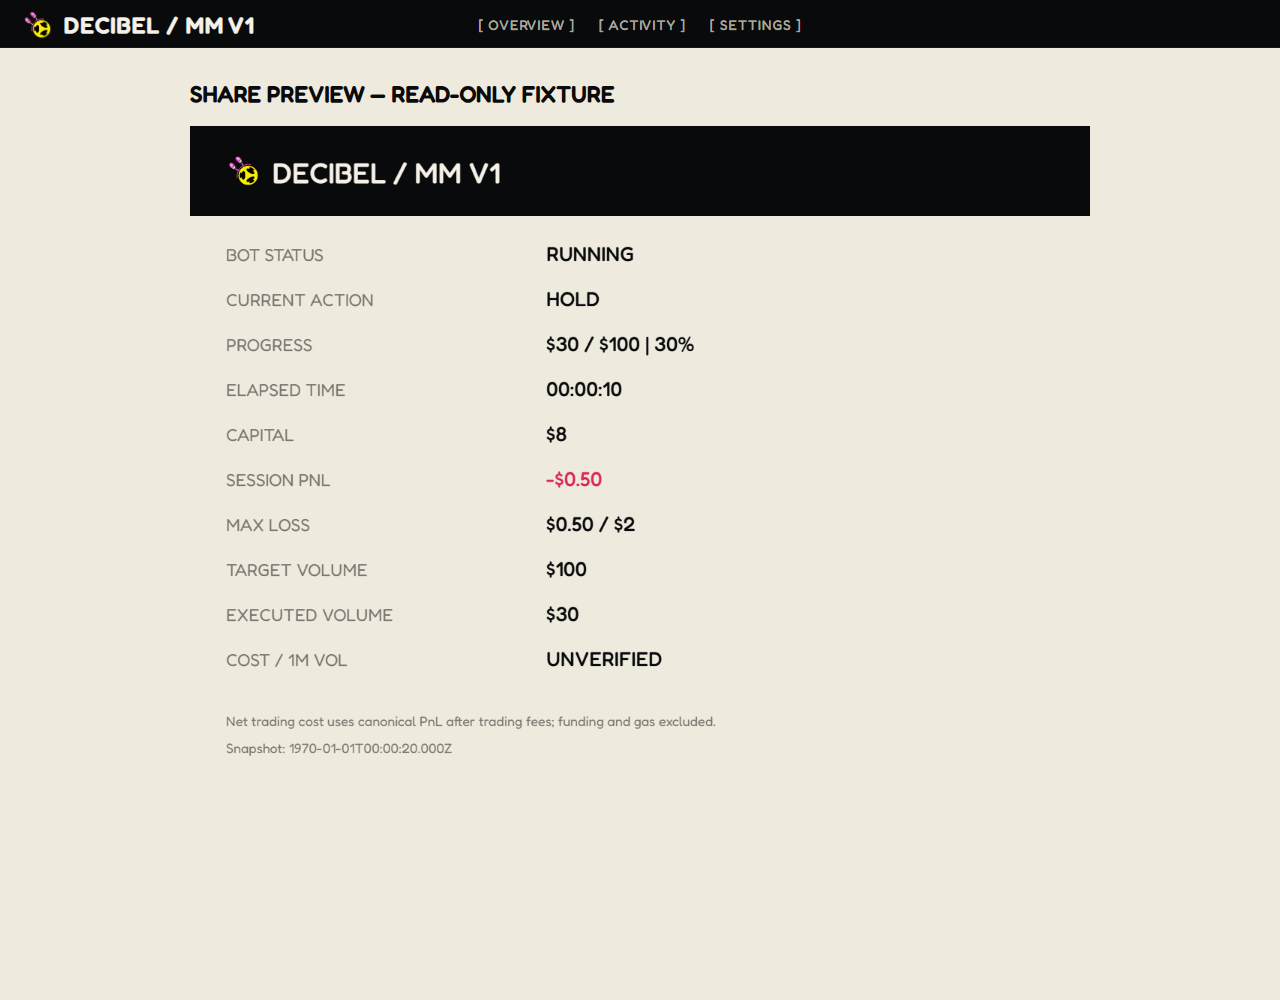 DECIBEL / MM V1 [ OVERVIEW ] [ ACTIVITY ] [ SETTINGS ]
SHARE PREVIEW — READ-ONLY FIXTURE
DECIBEL / MM V1
BOT STATUS RUNNING
CURRENT ACTION HOLD
PROGRESS $30 / $100 | 30%
ELAPSED TIME 00:00:10
CAPITAL $8
SESSION PNL -$0.50
MAX LOSS $0.50 / $2
TARGET VOLUME $100
EXECUTED VOLUME $30
COST / 1M VOL UNVERIFIED
Net trading cost uses canonical PnL after trading fees; funding and gas excluded.
Snapshot: 1970-01-01T00:00:20.000Z